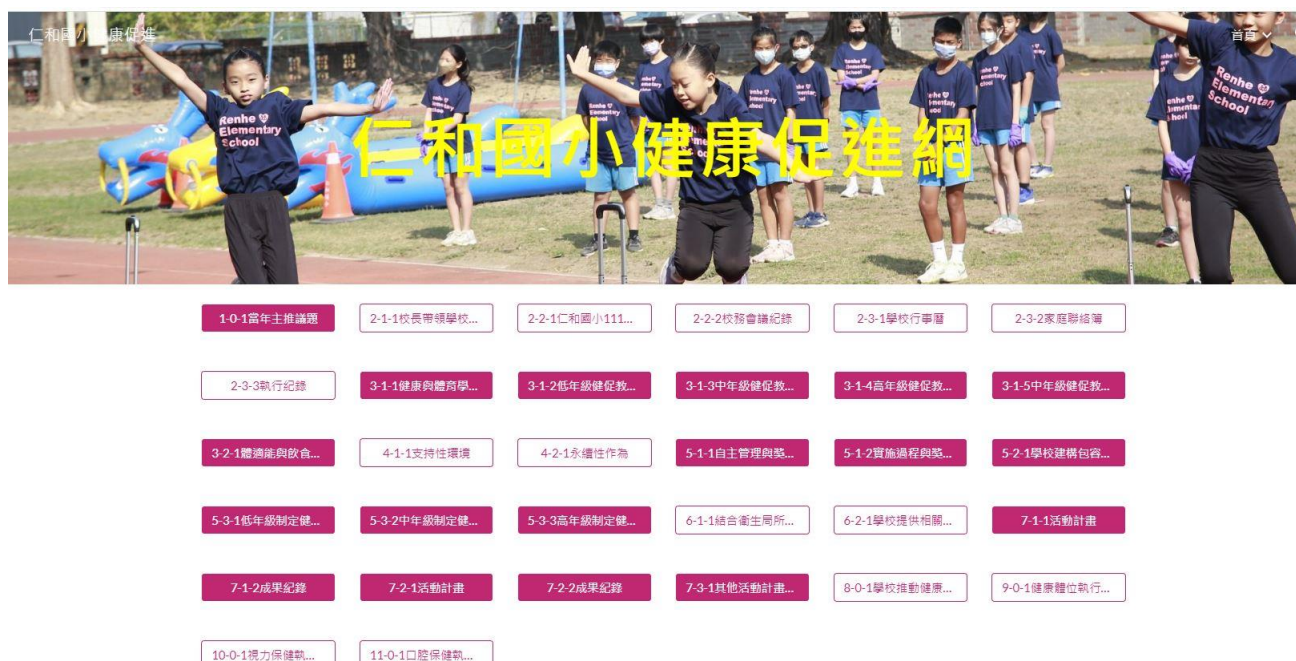 仁和國小健康促進
首頁
Renhe
Elementary
School
Renhe
Elementary
School
仁和國小健康促進網
1-0-1當年主推議題
2-1-1校長帶領學校...
2-2-1仁和國小111...
2-2-2校務會議紀錄
2-3-1學校行事曆
2-3-2家庭聯絡簿
2-3-3執行紀錄
3-1-1健康與體育學...
3-1-2低年級健促教...
3-1-3中年級健促教...
3-1-4高年級健促教...
3-1-5中年級健促教...
3-2-1體適能與飲食...
4-1-1支持性環境
4-2-1永續性作為
5-1-1自主管理與獎...
5-1-2實施過程與獎...
5-2-1學校建構包容...
5-3-1低年級制定健...
5-3-2中年級制定健...
5-3-3高年級制定健...
6-1-1結合衛生局所...
6-2-1學校提供相關...
7-1-1活動計畫
7-1-2成果紀錄
7-2-1活動計畫
7-2-2成果紀錄
7-3-1其他活動計畫...
8-0-1學校推動健康...
9-0-1健康體位執行...
10-0-1視力保健執...
11-0-1口腔保健執...